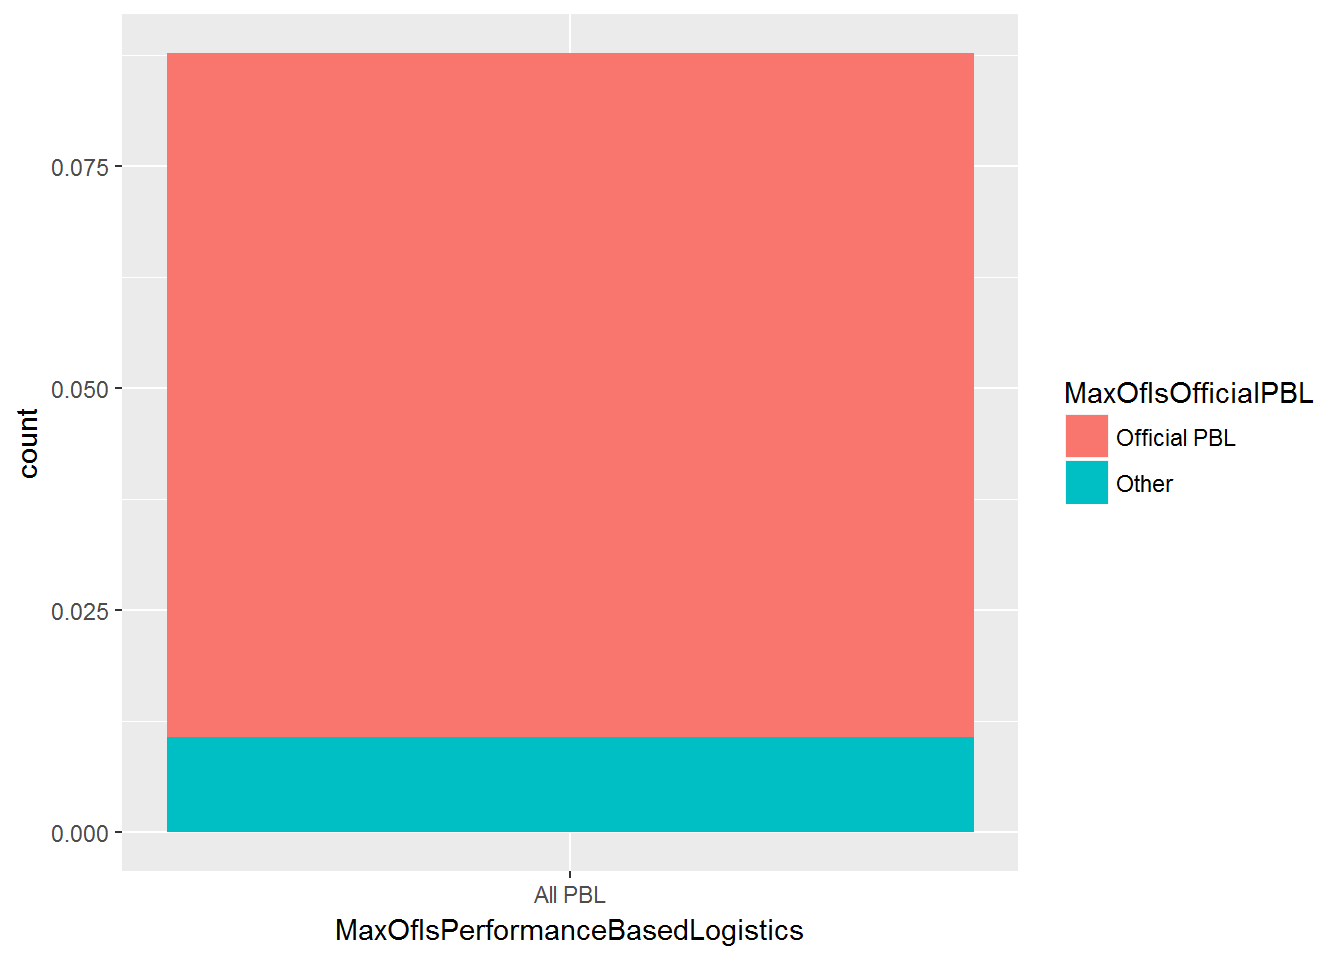 0.075
0.050
0.025
0.000
count
All PBL
MaxOfIsPerformanceBasedLogistics
MaxOfIsOfficialPBL
Official PBL
Other